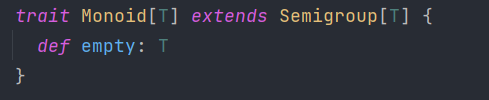 trait Monoid[T] extends Semigroup[T] {
  def empty: T
}